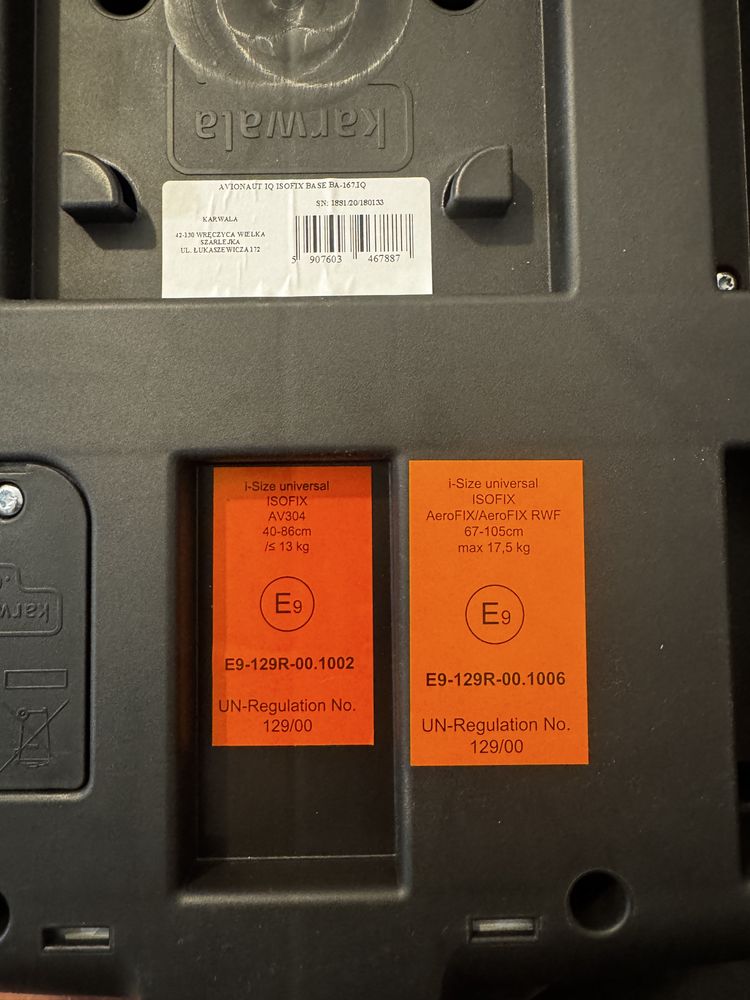 karwala
AVIONAUT IQ ISOFIX BASE BA-167.IQ
SN: 1881/20/180133
KARWALA
42-130 WRĘCZYCA WIELKA
SZARLEJKA
UL. ŁUKASZEWICZA 172
5 907603 467887
i-Size universal
ISOFIX
AV304
40-86cm
/≤ 13 kg
E9
E9-129R-00.1002
UN-Regulation No.
129/00
i-Size universal
ISOFIX
AeroFIX/AeroFIX RWF
67-105cm
max 17,5 kg
E9
E9-129R-00.1006
UN-Regulation No.
129/00
karw